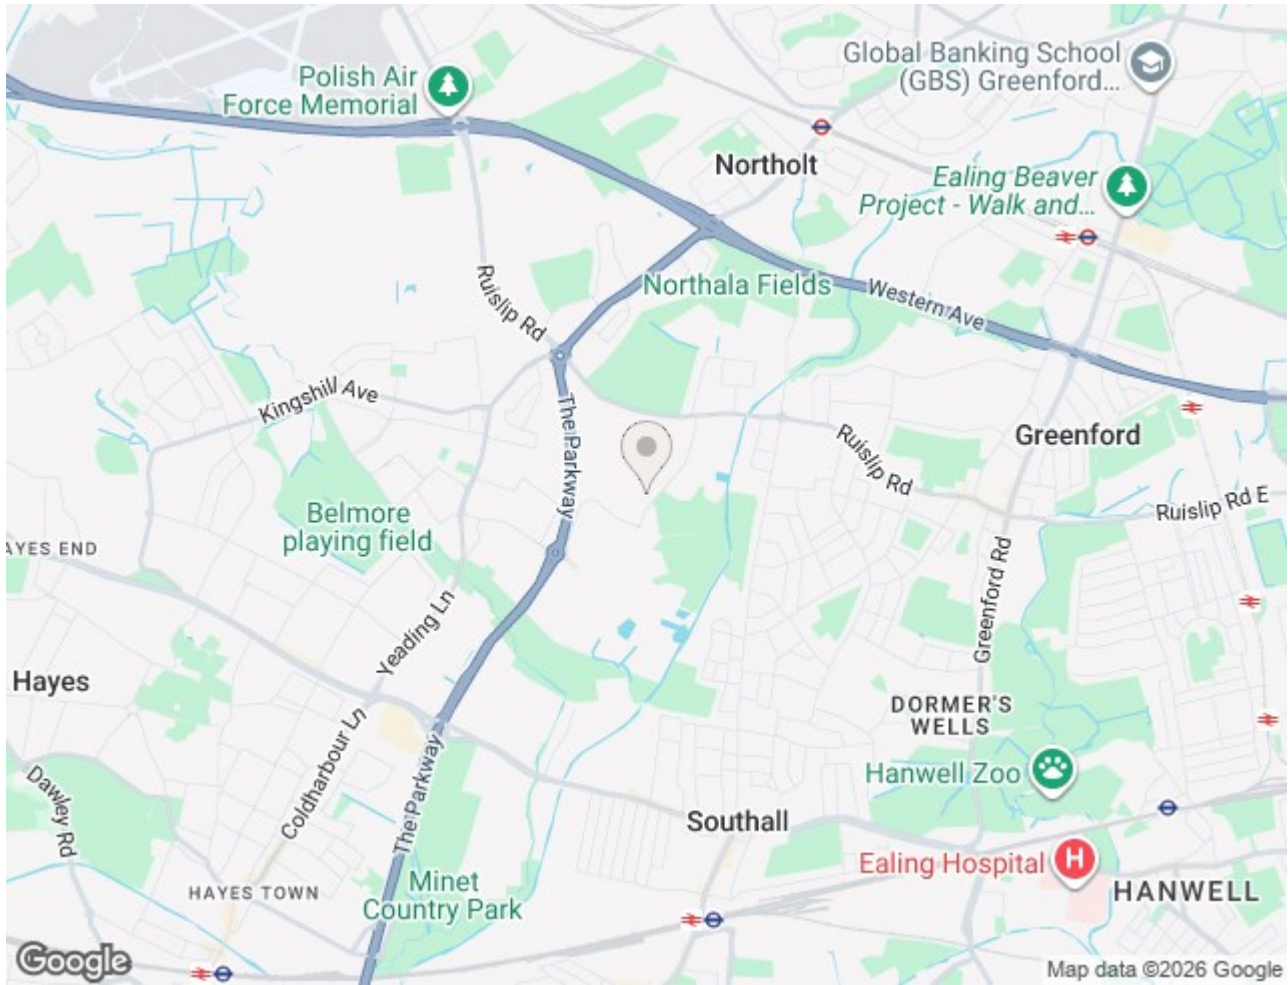 Polish Air
Force Memorial
Global Banking School
(GBS) Greenford...
Northolt
Ealing Beaver
Project - Walk and...
Ruislip Rd
Northala Fields
Western Ave
Kingshill Ave
The Parkway
Ruislip Rd
Greenford
Belmore
playing field
Ruislip Rd E
AYES END
Greenford Rd
Yeading Ln
Hayes
DORMER'S
WELLS
Coldharbour Ln
The Parkway
Hanwell Zoo
Dawley Rd
Southall
Ealing Hospital
H
HAYES TOWN
Minet
Country Park
HANWELL
Google
Map data ©2026 Google